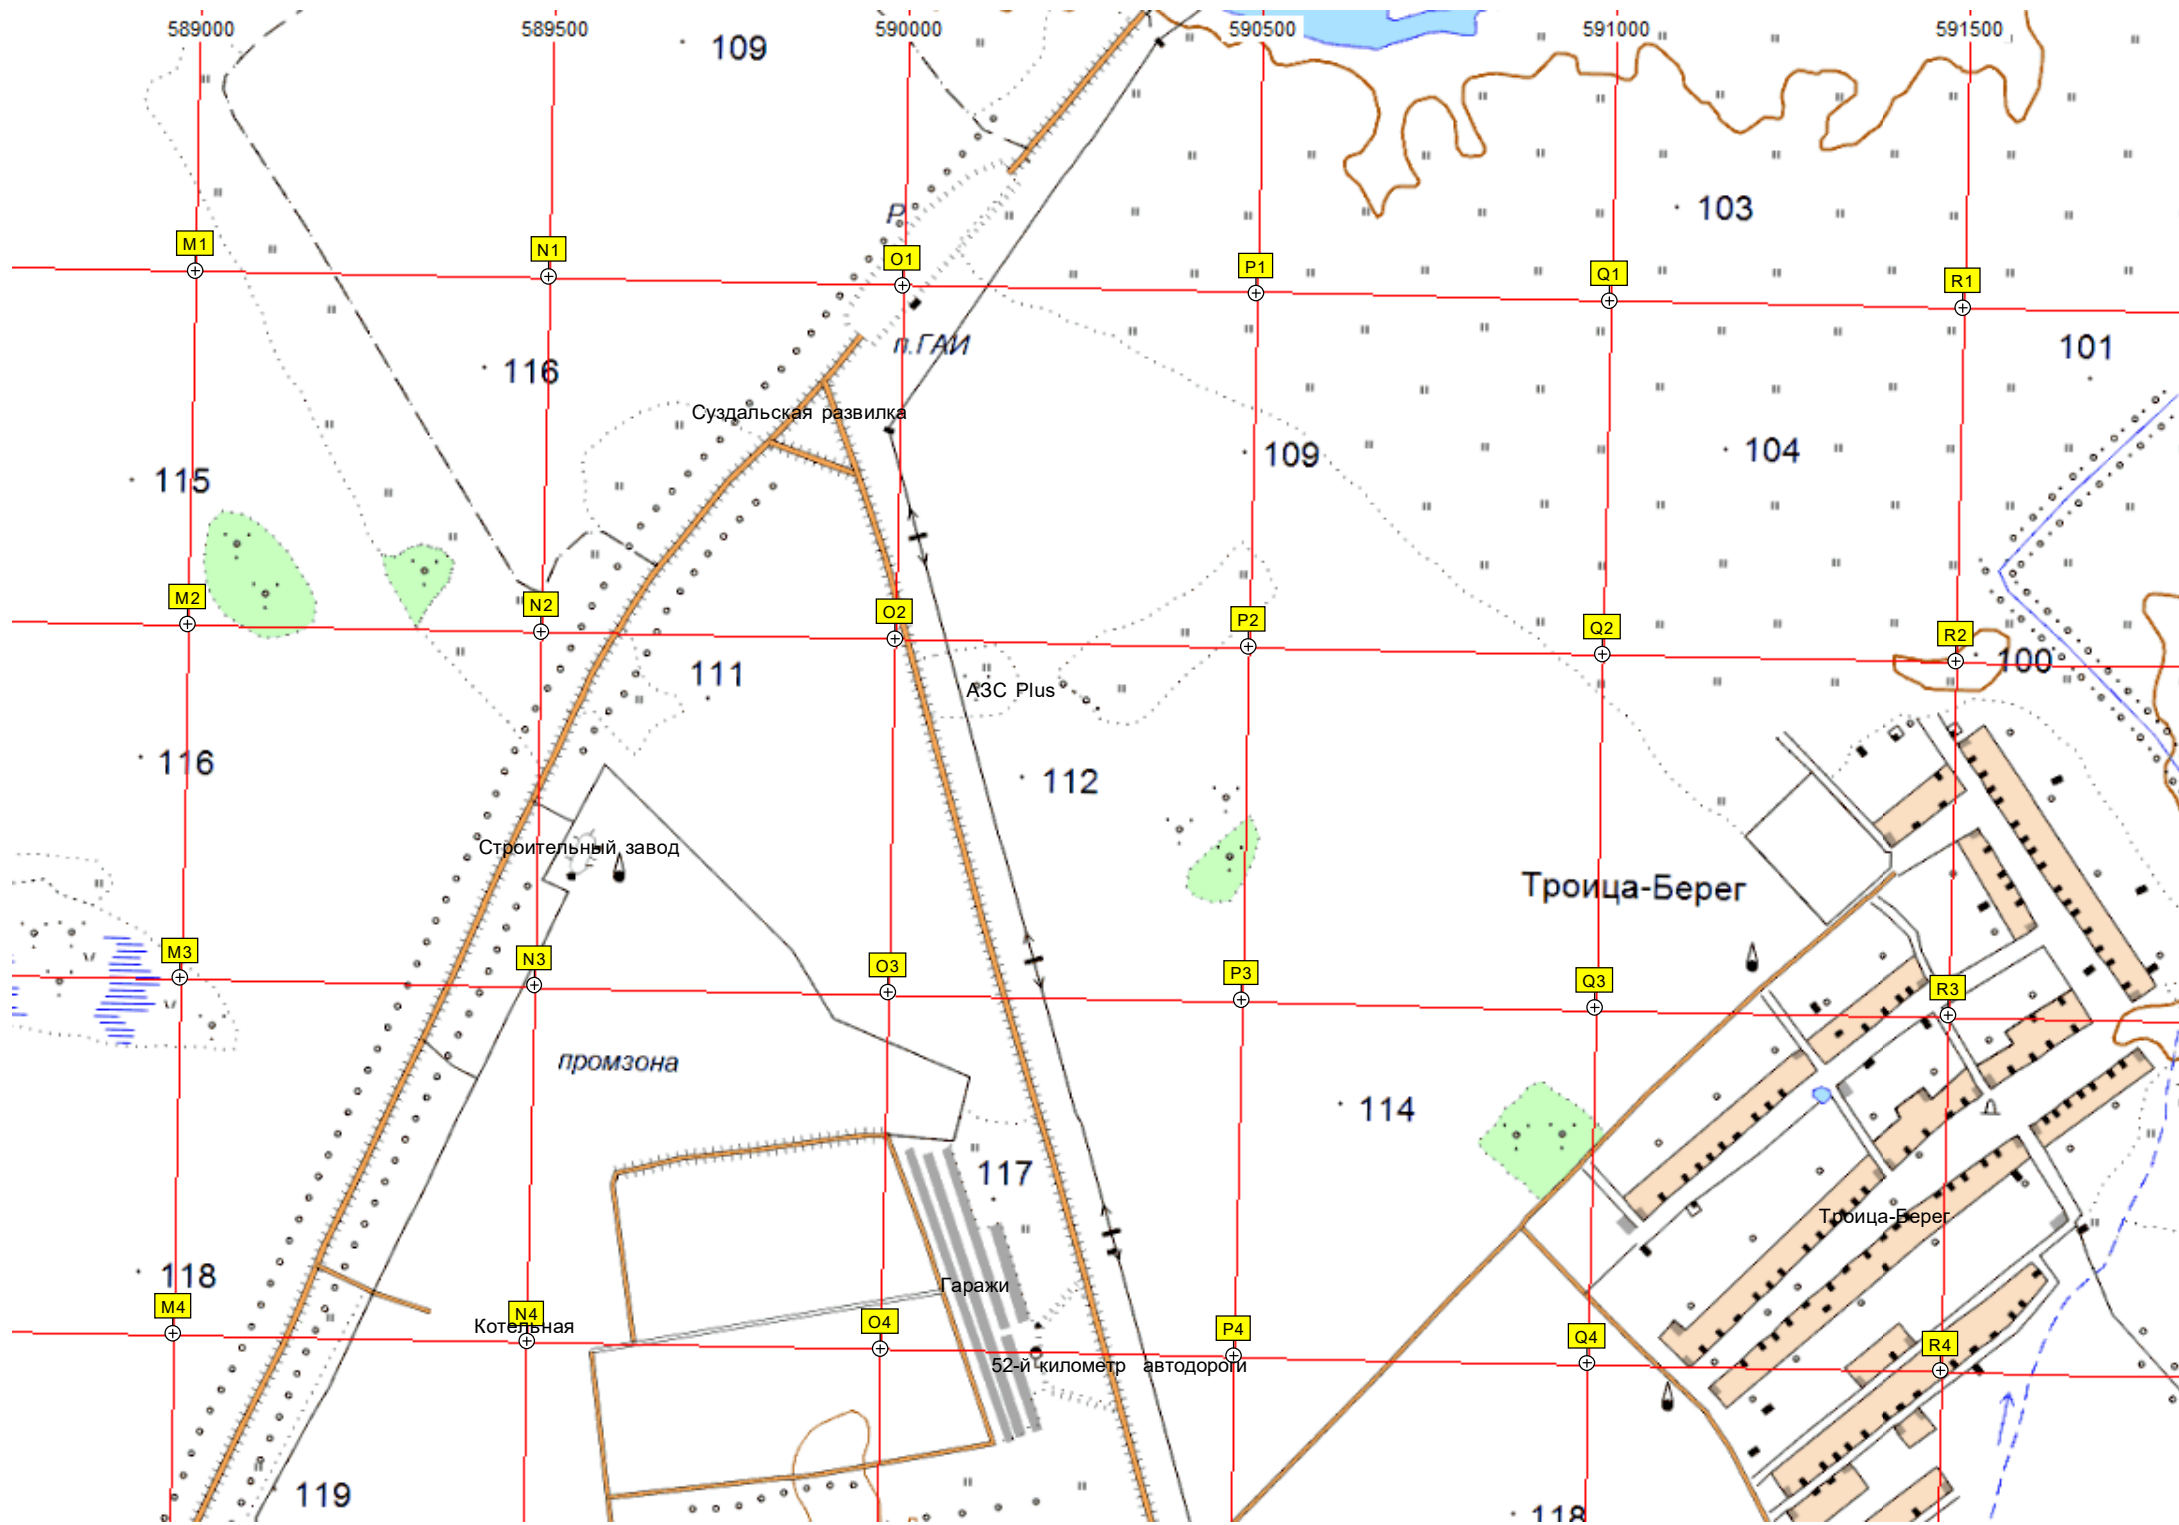 589000 589500 590000 590500 591000 591500
109
P
103
M1 N1 O1 P1 Q1 R1
п.ГАИ
101
116
Суздальская развилка
109
104
115
M2 N2 O2 P2 Q2 R2
100
111
АЗС Plus
116
112
Строительный завод
Троица-Берег
v
M3 N3 O3 P3 Q3 R3
v
промзона
114
117
Троица-Берег
118
Гаражи
M4 N4 O4 P4 Q4 R4
Котельная
52-й километр автодороги
119
118